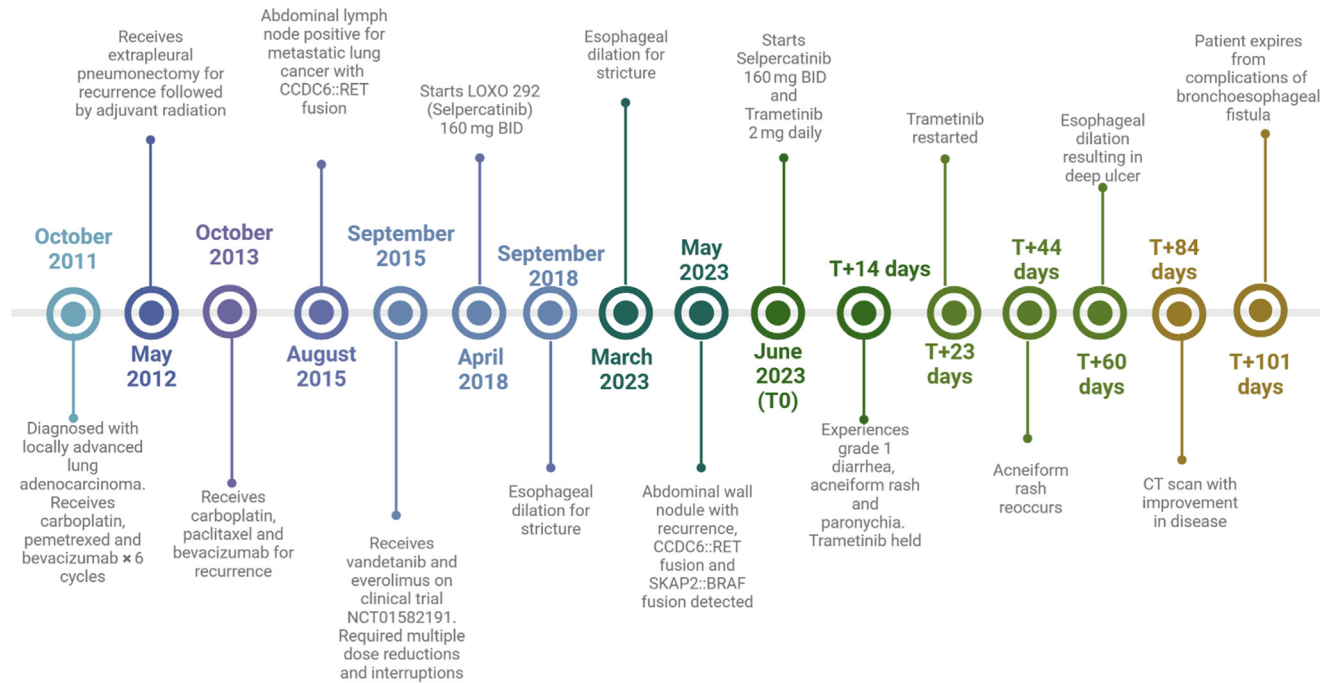 October
2011
Diagnosed with
locally advanced
lung
adenocarcinoma.
Receives
carboplatin,
pemetrexed and
bevacizumab × 6
cycles
Receives
extrapleural
pneumonectomy for
recurrence followed
by adjuvant radiation
May
2012
October
2013
Receives
carboplatin,
paclitaxel and
bevacizumab for
recurrence
Abdominal lymph
node positive for
metastatic lung
cancer with
CCDC6::RET
fusion
August
2015
September
2015
Receives
vandetanib and
everolimus on
clinical trial
NCT01582191.
Required multiple
dose reductions
and interruptions
Starts LOXO 292
(Selpercatinib)
160 mg BID
April
2018
September
2018
Esophageal
dilation for
stricture
Esophageal
dilation for
stricture
March
2023
May
2023
Abdominal wall
nodule with
recurrence,
CCDC6::RET
fusion and
SKAP2::BRAF
fusion detected
Starts
Selpercatinib
160 mg BID
and
Trametinib
2 mg daily
June
2023
(T0)
T+14 days
Experiences
grade 1
diarrhea,
acneiform rash
and
paronychia.
Trametinib held
Trametinib
restarted
T+23
days
T+44
days
Acneiform
rash
reoccurs
Esophageal
dilation
resulting in
deep ulcer
T+60
days
T+84
days
CT scan with
improvement
in disease
Patient expires
from
complications of
bronchoesophageal
fistula
T+101
days